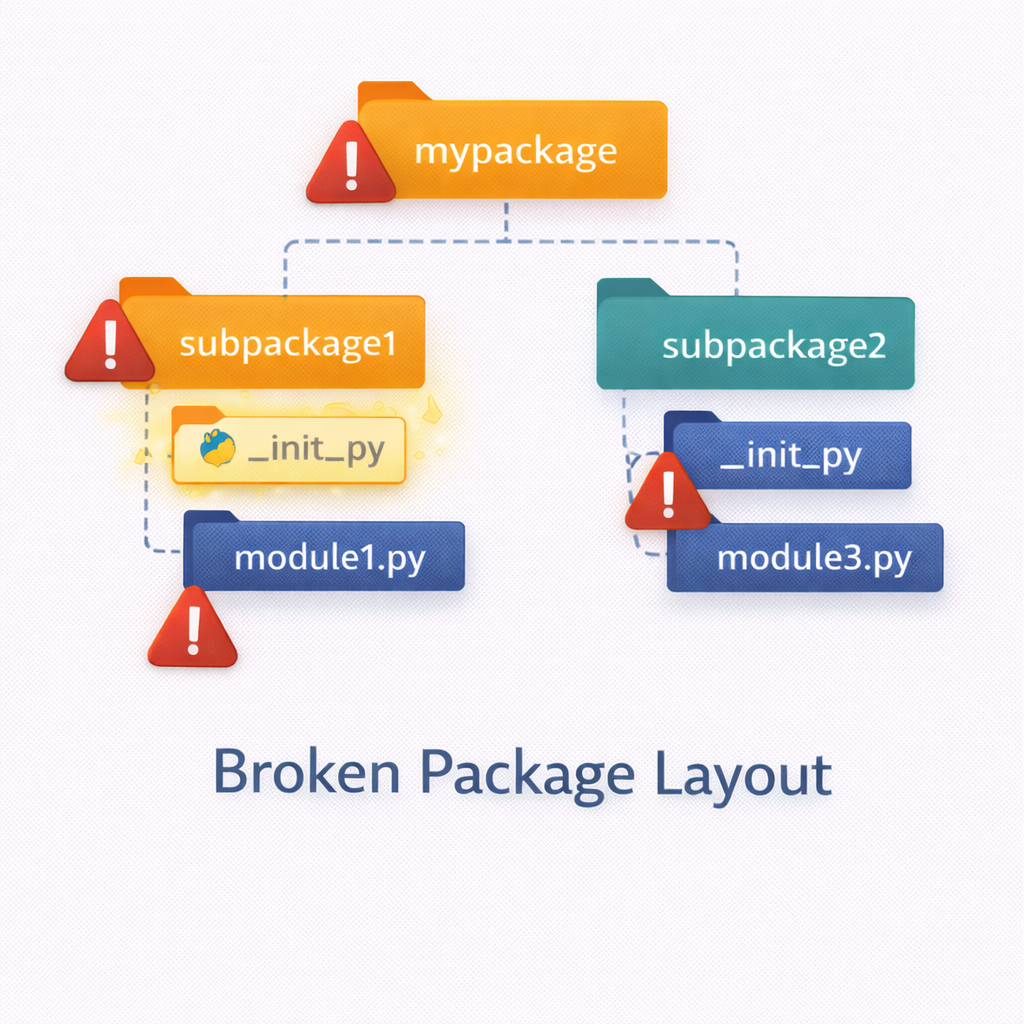 mypackage
subpackage1
_init_py
module1.py
subpackage2
_init_py
module3.py
Broken Package Layout